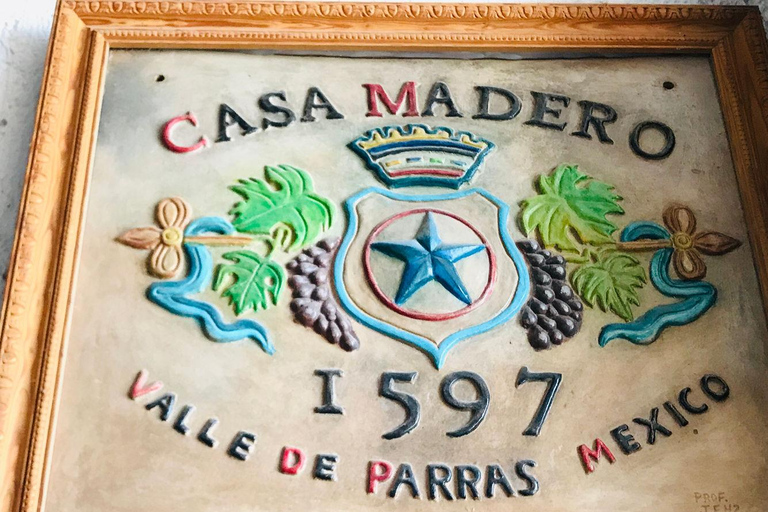 CASA MADERO
1597
VALLE DE PARRAS MEXICO
PROF.